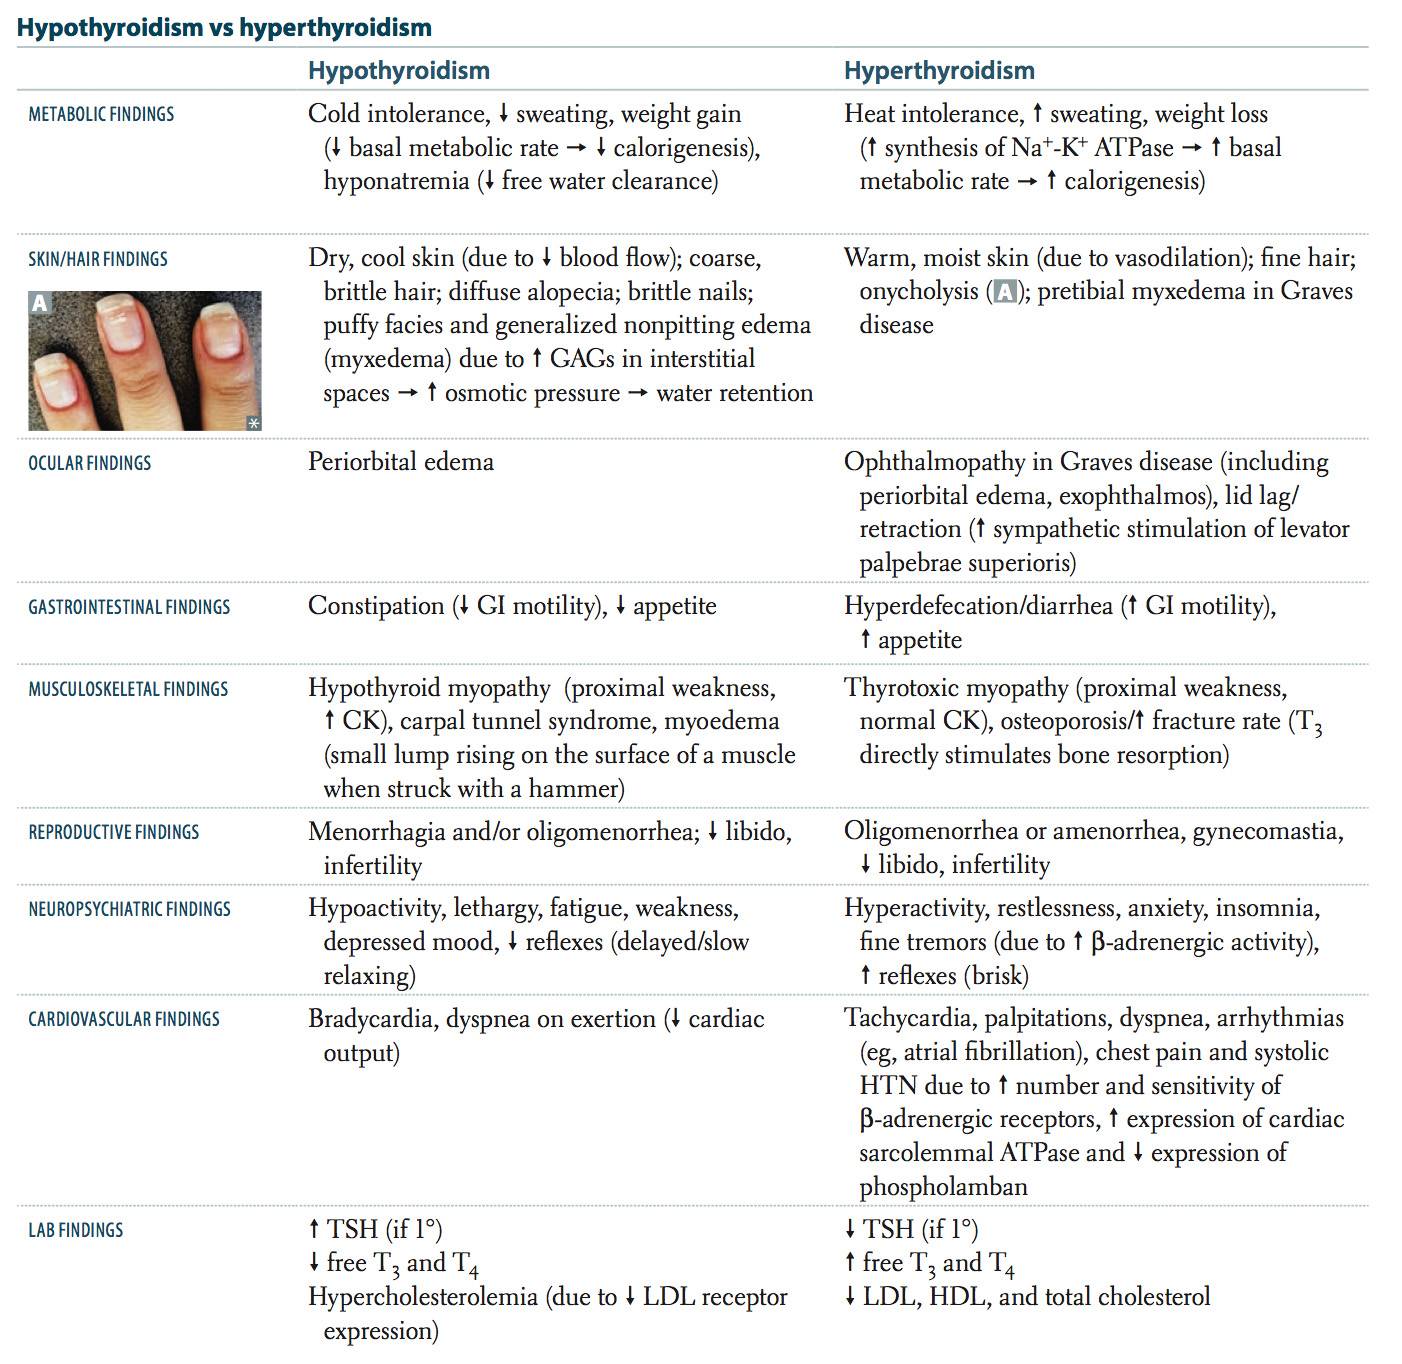 Hypothyroidism vs hyperthyroidism
Hypothyroidism Hyperthyroidism
METABOLIC FINDINGS
Cold intolerance, ↓ sweating, weight gain
(↓ basal metabolic rate → ↓ calorigenesis),
hyponatremia (↓ free water clearance)
Heat intolerance, ↑ sweating, weight loss
(↑ synthesis of Na⁺-K⁺ ATPase → ↑ basal
metabolic rate → ↑ calorigenesis)
SKIN/HAIR FINDINGS
A
*
Dry, cool skin (due to ↓ blood flow); coarse,
brittle hair; diffuse alopecia; brittle nails;
puffy facies and generalized nonpitting edema
(myxedema) due to ↑ GAGs in interstitial
spaces → ↑ osmotic pressure → water retention
Warm, moist skin (due to vasodilation); fine hair;
onycholysis (A); pretibial myxedema in Graves
disease
OCULAR FINDINGS
Periorbital edema
Ophthalmopathy in Graves disease (including
periorbital edema, exophthalmos), lid lag/
retraction (↑ sympathetic stimulation of levator
palpebrae superioris)
GASTROINTESTINAL FINDINGS
Constipation (↓ GI motility), ↓ appetite
Hyperdefecation/diarrhea (↑ GI motility),
↑ appetite
MUSCULOSKELETAL FINDINGS
Hypothyroid myopathy (proximal weakness,
↑ CK), carpal tunnel syndrome, myoedema
(small lump rising on the surface of a muscle
when struck with a hammer)
Thyrotoxic myopathy (proximal weakness,
normal CK), osteoporosis/↑ fracture rate (T₃
directly stimulates bone resorption)
REPRODUCTIVE FINDINGS
Menorrhagia and/or oligomenorrhea; ↓ libido,
infertility
Oligomenorrhea or amenorrhea, gynecomastia,
↓ libido, infertility
NEUROPSYCHIATRIC FINDINGS
Hypoactivity, lethargy, fatigue, weakness,
depressed mood, ↓ reflexes (delayed/slow
relaxing)
Hyperactivity, restlessness, anxiety, insomnia,
fine tremors (due to ↑ β-adrenergic activity),
↑ reflexes (brisk)
CARDIOVASCULAR FINDINGS
Bradycardia, dyspnea on exertion (↓ cardiac
output)
Tachycardia, palpitations, dyspnea, arrhythmias
(eg, atrial fibrillation), chest pain and systolic
HTN due to ↑ number and sensitivity of
β-adrenergic receptors, ↑ expression of cardiac
sarcolemmal ATPase and ↓ expression of
phospholamban
LAB FINDINGS
↑ TSH (if 1°)
↓ free T₃ and T₄
Hypercholesterolemia (due to ↓ LDL receptor
expression)
↓ TSH (if 1°)
↑ free T₃ and T₄
↓ LDL, HDL, and total cholesterol